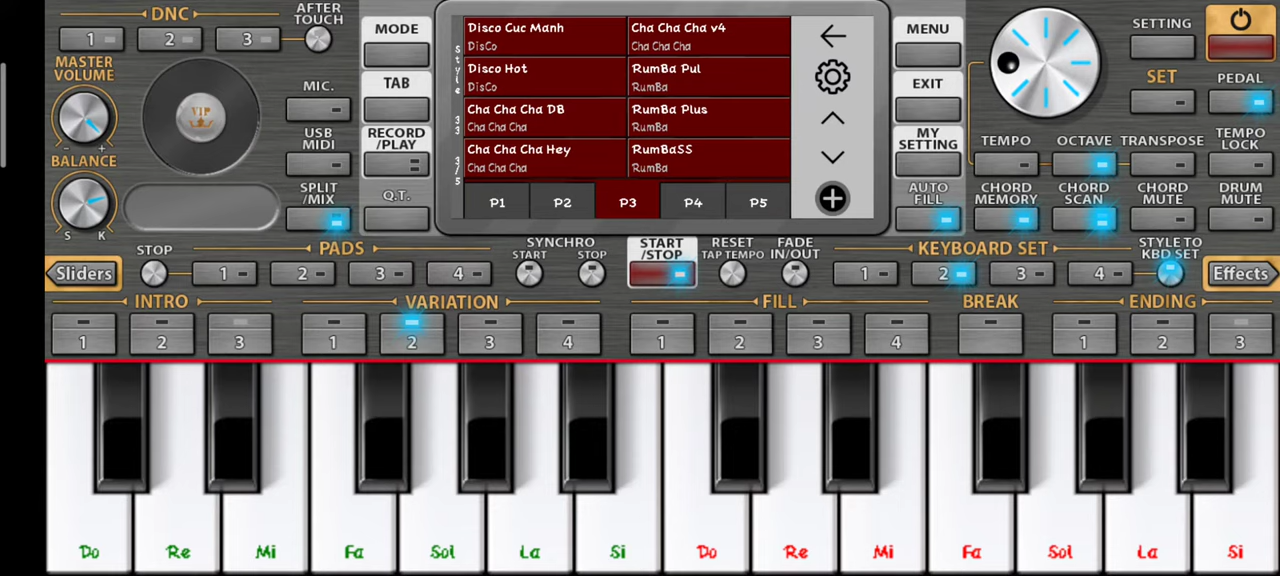 DNC
AFTER
TOUCH
1
2
3
MASTER
VOLUME
- +
BALANCE
S K
VIP
MIC.
USB
MIDI
SPLIT
/MIX
MODE
TAB
RECORD
/PLAY
Q.T.
Style
33
3/5
Disco Cuc Manh
DisCo
Cha Cha Cha v4
Cha Cha Cha
Disco Hot
DisCo
RumBa Pul
RumBa
Cha Cha Cha DB
Cha Cha Cha
RumBa Plus
RumBa
Cha Cha Cha Hey
Cha Cha Cha
RumBaSS
RumBa
P1 P2 P3 P4 P5
MENU
EXIT
MY
SETTING
AUTO
FILL
SETTING
SET
PEDAL
TEMPO
OCTAVE
TRANSPOSE
TEMPO
LOCK
CHORD
MEMORY
CHORD
SCAN
CHORD
MUTE
DRUM
MUTE
Sliders
STOP
PADS
1 2 3 4
SYNCHRO
START STOP
START
/STOP
RESET
TAP TEMPO
FADE
IN/OUT
KEYBOARD SET
1 2 3 4
STYLE TO
KBD SET
Effects
INTRO
1 2 3
VARIATION
1 2 3 4
FILL
1 2 3 4
BREAK
ENDING
1 2 3
Do Re Mi Fa Sol La Si Do Re Mi Fa Sol La Si